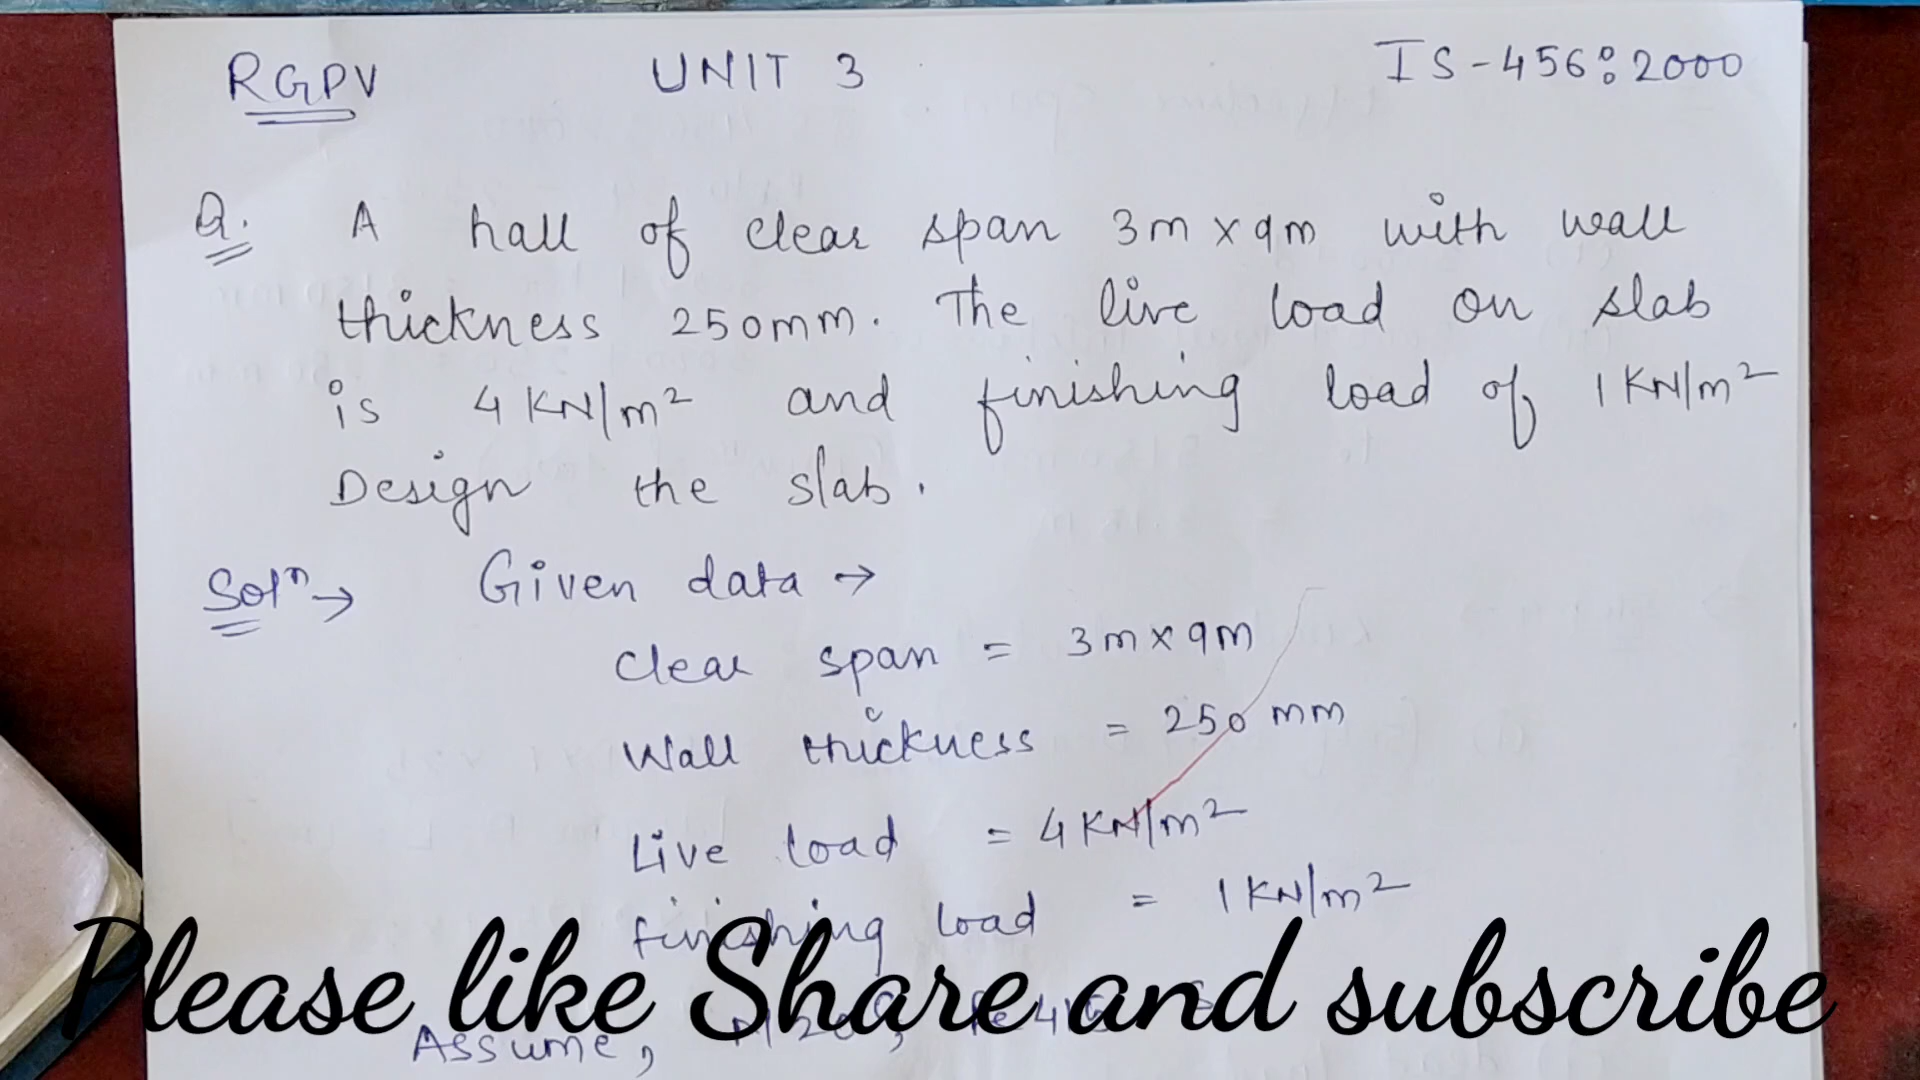 RGPV UNIT 3 IS-456:2000
Q. A hall of clear span 3m x 9m with wall
thickness 250mm. The live load on slab
is 4 KN/m² and finishing load of 1 KN/m²
Design the slab.
Solⁿ → Given data →
clear span = 3m x 9m
Wall thickness = 250 mm
Live load = 4 KN/m²
finishing load = 1 KN/m²
Please like Share and subscribe
Assume,